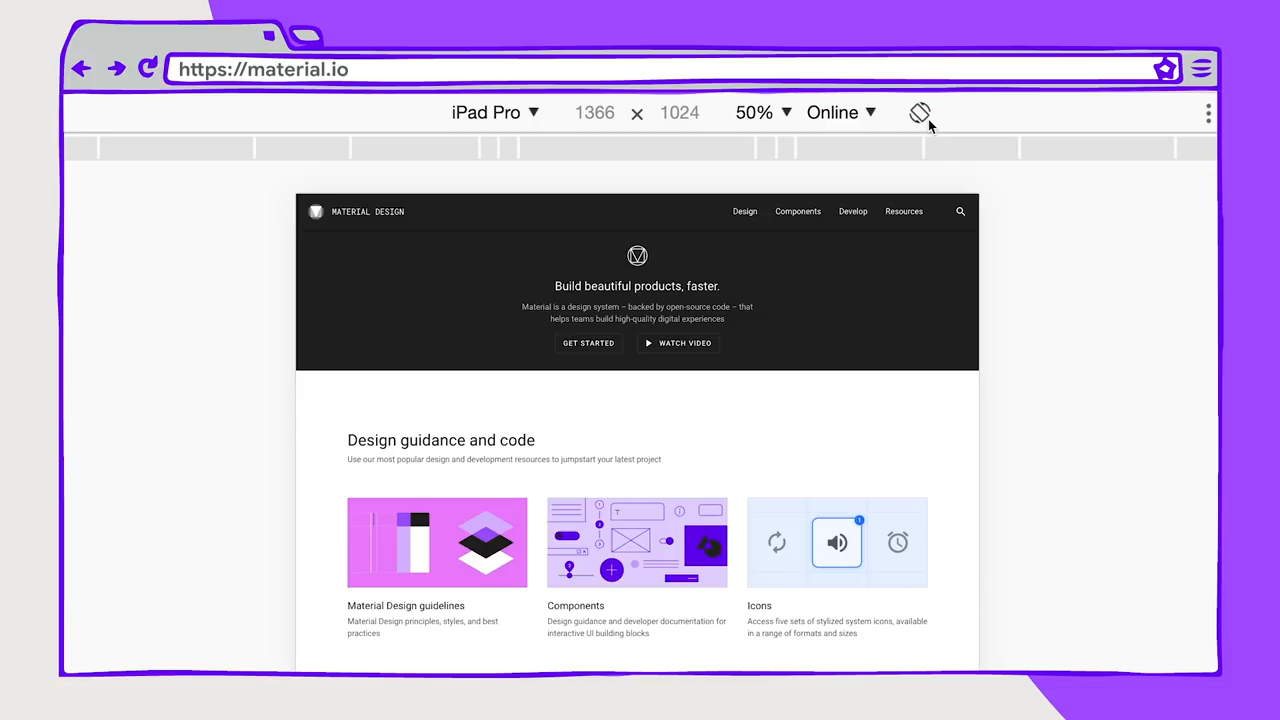 https://material.io
iPad Pro ▼ 1366 × 1024 50% ▼ Online ▼
MATERIAL DESIGN Design Components Develop Resources
Build beautiful products, faster.
Material is a design system – backed by open-source code – that
helps teams build high-quality digital experiences
GET STARTED WATCH VIDEO
Design guidance and code
Use our most popular design and development resources to jumpstart your latest project
T
1
Material Design guidelines
Material Design principles, styles, and best
practices
Components
Design guidance and developer documentation for
interactive UI building blocks
Icons
Access five sets of stylized system icons, available
in a range of formats and sizes